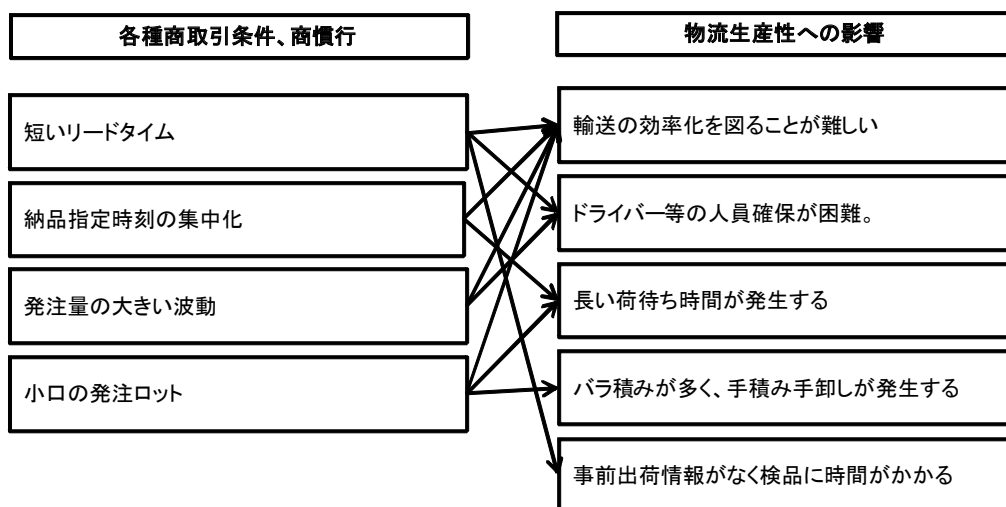 各種商取引条件、商慣行
物流生産性への影響
短いリードタイム
輸送の効率化を図ることが難しい
納品指定時刻の集中化
ドライバー等の人員確保が困難。
発注量の大きい波動
長い荷待ち時間が発生する
小口の発注ロット
バラ積みが多く、手積み手卸しが発生する
事前出荷情報がなく検品に時間がかかる